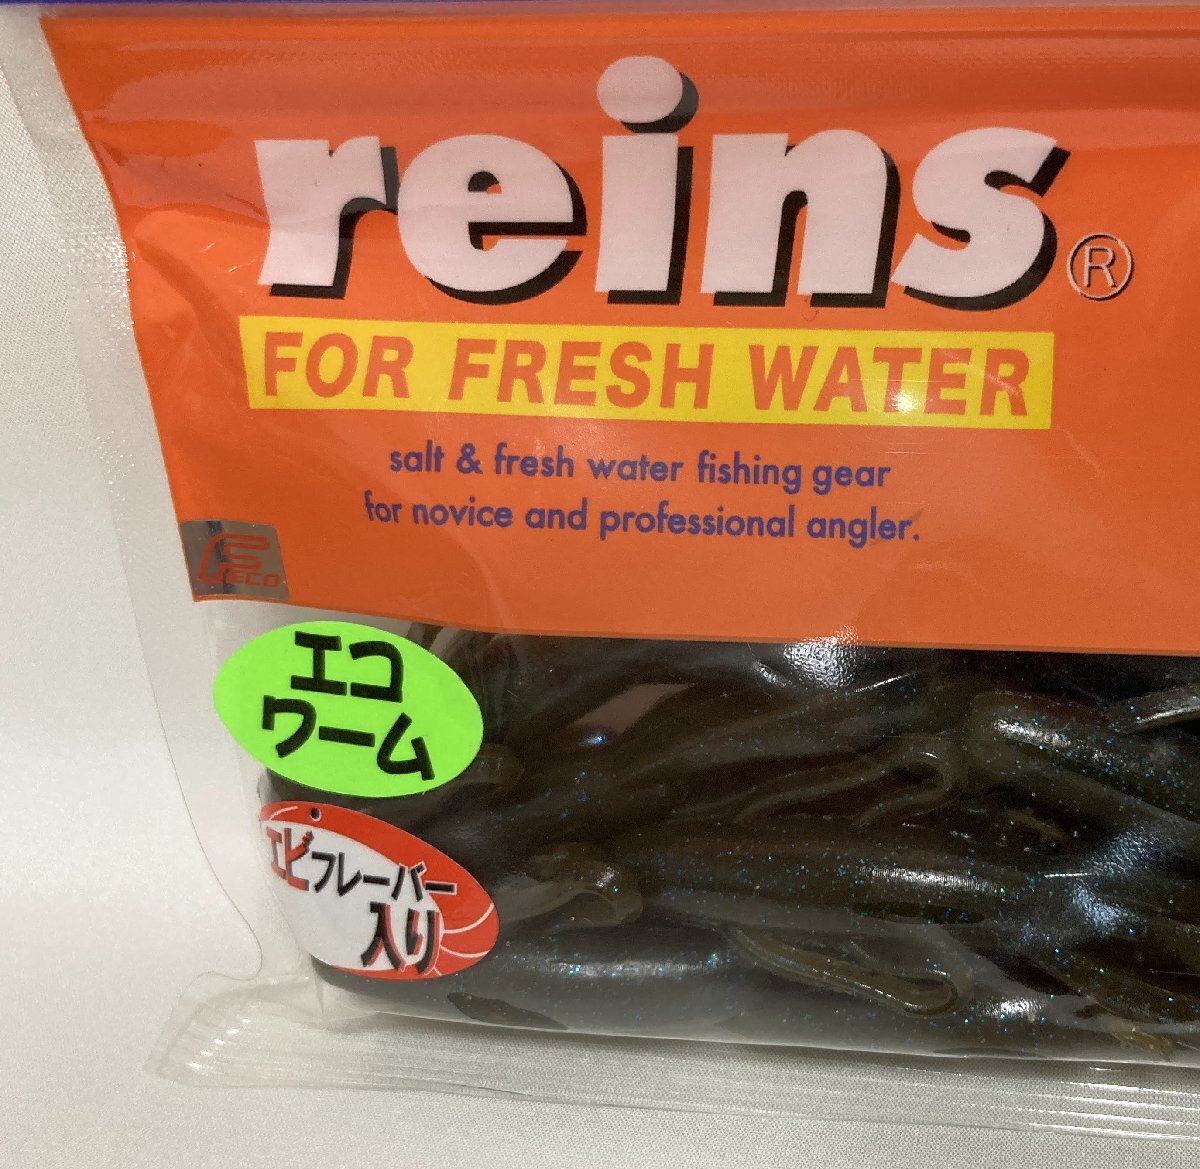 reins®
FOR FRESH WATER
salt & fresh water fishing gear
for novice and professional angler.
FECO
エコ
ワーム
エビフレーバー
入り